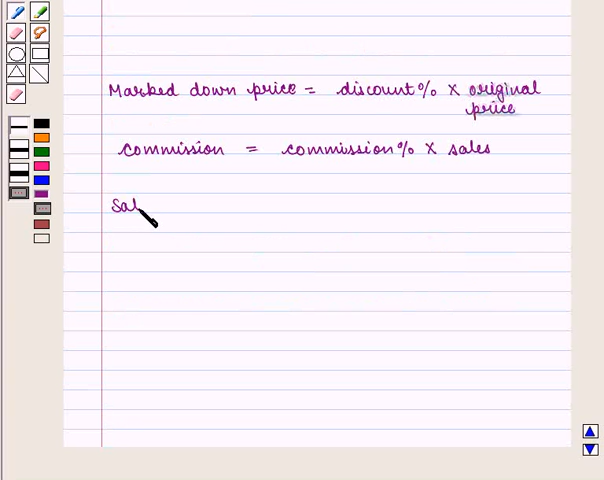 Marked down price = discount% × original
price
commission = commission% × sales
Sal